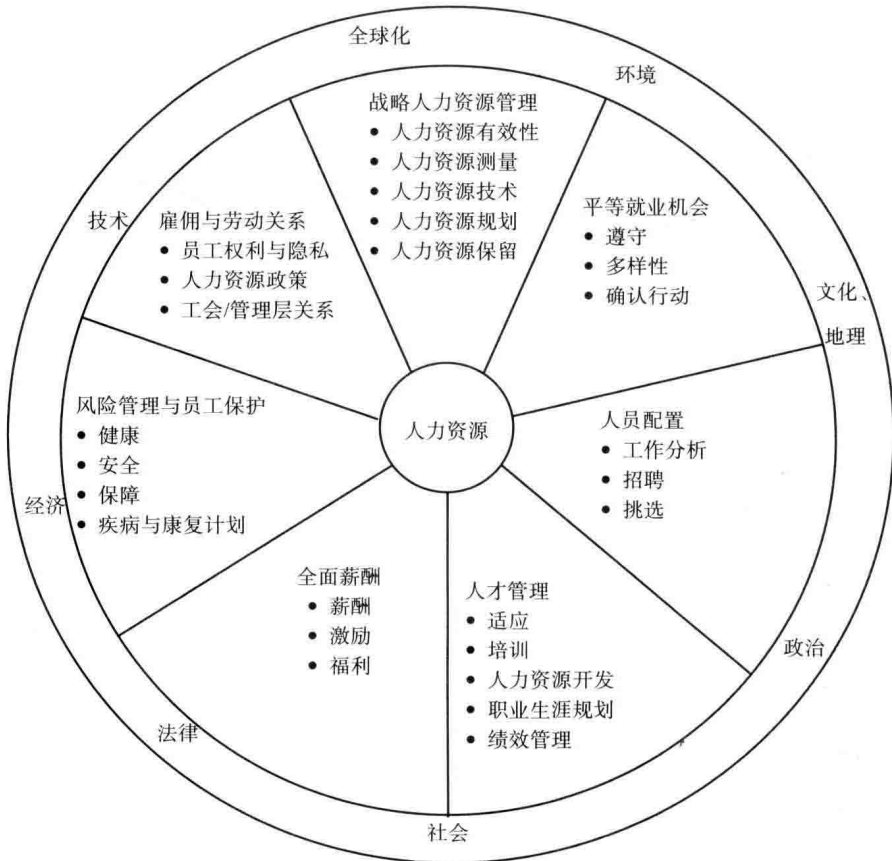 全球化
环境
战略人力资源管理
• 人力资源有效性
• 人力资源测量
• 人力资源技术
• 人力资源规划
• 人力资源保留
技术
雇佣与劳动关系
• 员工权利与隐私
• 人力资源政策
• 工会/管理层关系
平等就业机会
• 遵守
• 多样性
• 确认行动
文化、
地理
风险管理与员工保护
• 健康
• 安全
• 保障
• 疾病与康复计划
人力资源
人员配置
• 工作分析
• 招聘
• 挑选
经济
全面薪酬
• 薪酬
• 激励
• 福利
人才管理
• 适应
• 培训
• 人力资源开发
• 职业生涯规划
• 绩效管理
政治
法律
社会